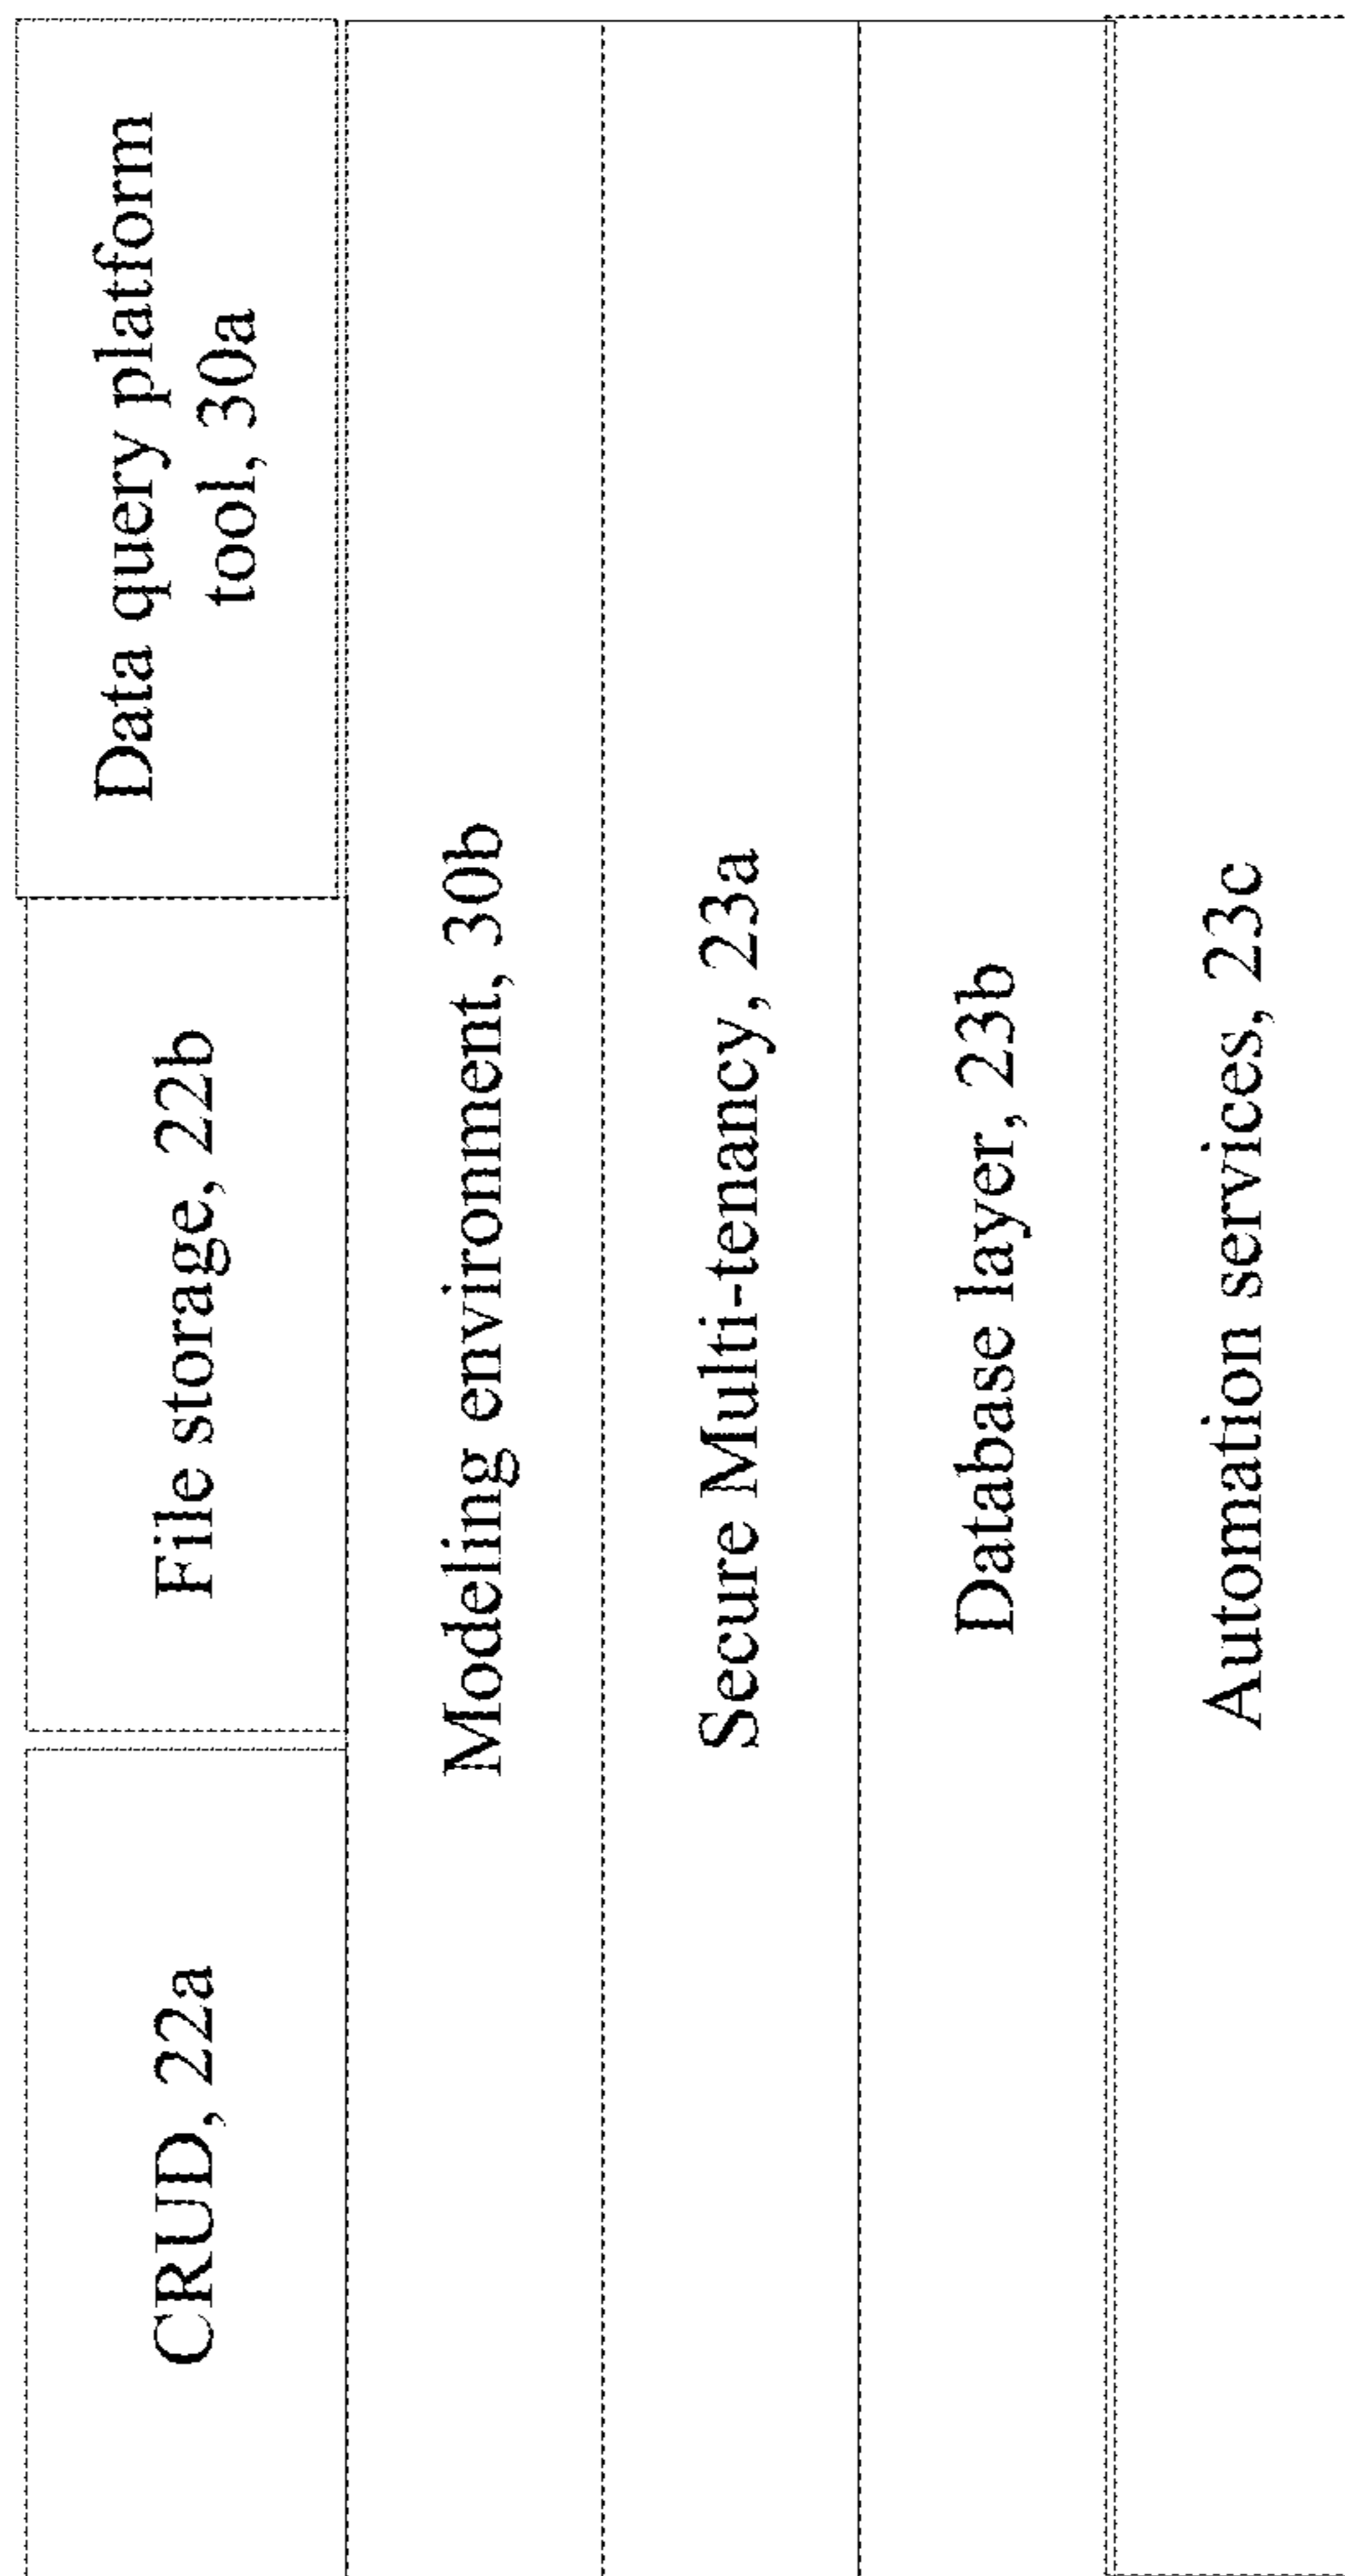 CRUD, 22a
File storage, 22b
Data query platform
tool, 30a
Modeling environment, 30b
Secure Multi-tenancy, 23a
Database layer, 23b
Automation services, 23c